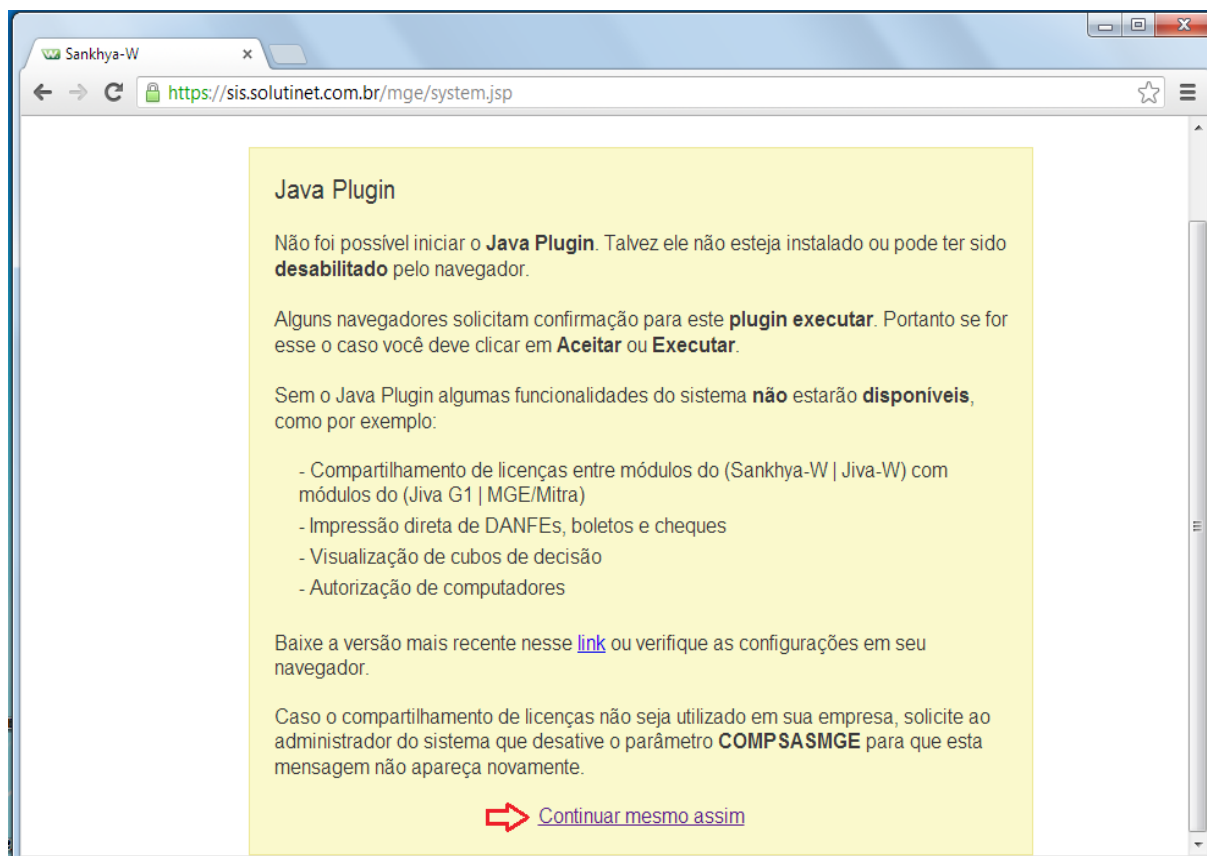 Sankhya-W
https://sis.solutinet.com.br/mge/system.jsp
Java Plugin
Não foi possível iniciar o Java Plugin. Talvez ele não esteja instalado ou pode ter sido
desabilitado pelo navegador.
Alguns navegadores solicitam confirmação para este plugin executar. Portanto se for
esse o caso você deve clicar em Aceitar ou Executar.
Sem o Java Plugin algumas funcionalidades do sistema não estarão disponíveis,
como por exemplo:
- Compartilhamento de licenças entre módulos do (Sankhya-W | Jiva-W) com
módulos do (Jiva G1 | MGE/Mitra)
- Impressão direta de DANFEs, boletos e cheques
- Visualização de cubos de decisão
- Autorização de computadores
Baixe a versão mais recente nesse link ou verifique as configurações em seu
navegador.
Caso o compartilhamento de licenças não seja utilizado em sua empresa, solicite ao
administrador do sistema que desative o parâmetro COMPSASMGE para que esta
mensagem não apareça novamente.
Continuar mesmo assim